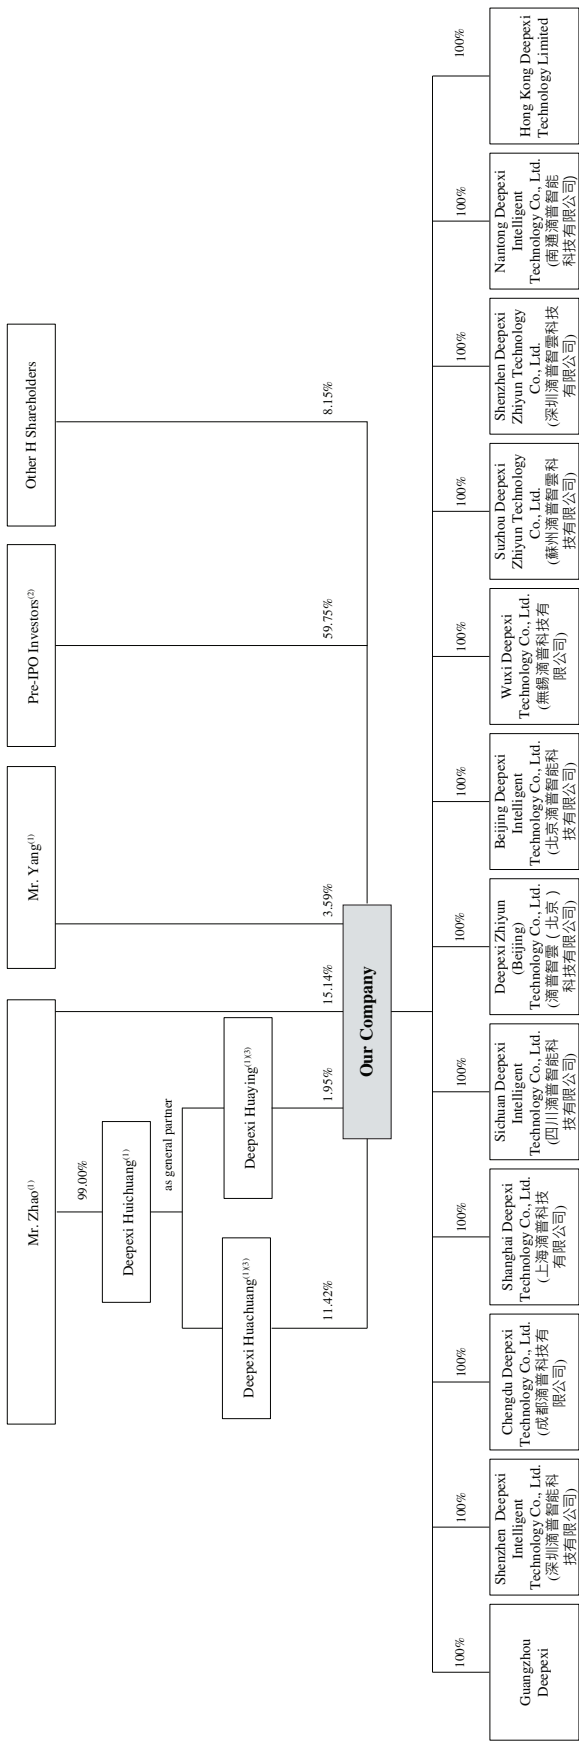 Mr. Zhao(1)
Mr. Yang(1)
Pre-IPO Investors(2)
Other H Shareholders
99.00%
Deepexi Huichuang(1)
as general partner
Deepexi Huachuang(1)(3)
Deepexi Huaying(1)(3)
11.42%
1.95%
15.14%
3.59%
59.75%
8.15%
Our Company
100%
100%
100%
100%
100%
100%
100%
100%
100%
100%
100%
100%
Guangzhou
Deepexi
Shenzhen Deepexi
Intelligent
Technology Co., Ltd.
(深圳滴普智能科
技有限公司)
Chengdu Deepexi
Technology Co., Ltd.
(成都滴普科技有
限公司)
Shanghai Deepexi
Technology Co., Ltd.
(上海滴普科技
有限公司)
Sichuan Deepexi
Intelligent
Technology Co., Ltd.
(四川滴普智能科
技有限公司)
Deepexi Zhiyun
(Beijing)
Technology Co., Ltd.
(滴普智雲（北京）
科技有限公司)
Beijing Deepexi
Intelligent
Technology Co., Ltd.
(北京滴普智能科
技有限公司)
Wuxi Deepexi
Technology Co., Ltd.
(無錫滴普科技有
限公司)
Suzhou Deepexi
Zhiyun Technology
Co., Ltd.
(蘇州滴普智雲科
技有限公司)
Shenzhen Deepexi
Zhiyun Technology
Co., Ltd.
(深圳滴普智雲科技
有限公司)
Nantong Deepexi
Intelligent
Technology Co., Ltd.
(南通滴普智能
科技有限公司)
Hong Kong Deepexi
Technology Limited